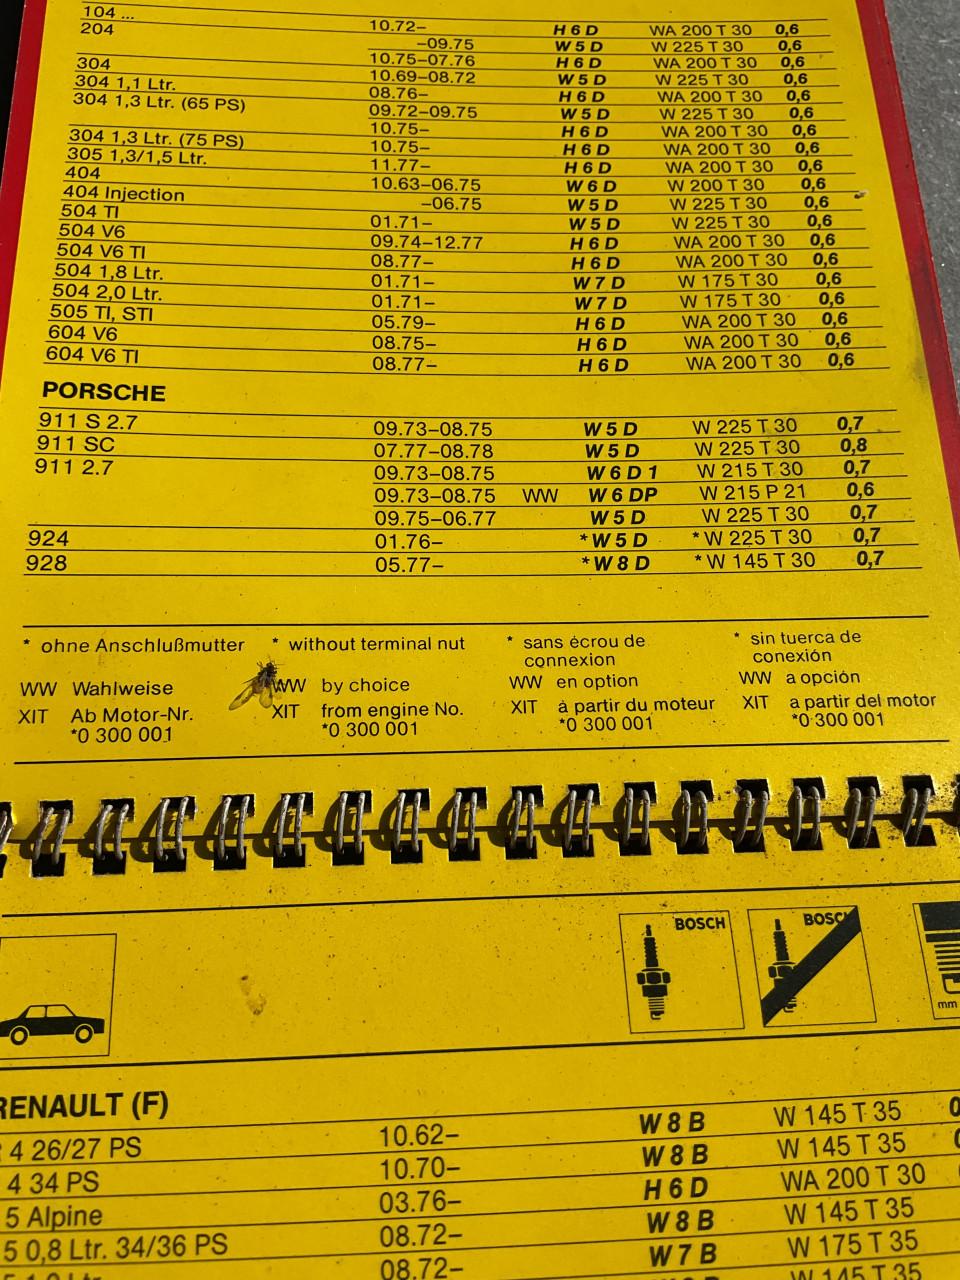 104 ... 10.72– H 6 D WA 200 T 30 0,6
204 –09.75 W 5 D W 225 T 30 0,6
10.75–07.76 H 6 D WA 200 T 30 0,6
304 10.69–08.72 W 5 D W 225 T 30 0,6
304 1,1 Ltr. 08.76– H 6 D WA 200 T 30 0,6
304 1,3 Ltr. (65 PS) 09.72–09.75 W 5 D W 225 T 30 0,6
10.75– H 6 D WA 200 T 30 0,6
304 1,3 Ltr. (75 PS) 10.75– H 6 D WA 200 T 30 0,6
305 1,3/1,5 Ltr. 11.77– H 6 D WA 200 T 30 0,6
404 10.63–06.75 W 6 D W 200 T 30 0,6
404 Injection –06.75 W 5 D W 225 T 30 0,6
504 TI 01.71– W 5 D W 225 T 30 0,6
504 V6 09.74–12.77 H 6 D WA 200 T 30 0,6
504 V6 TI 08.77– H 6 D WA 200 T 30 0,6
504 1,8 Ltr. 01.71– W 7 D W 175 T 30 0,6
504 2,0 Ltr. 01.71– W 7 D W 175 T 30 0,6
505 TI, STI 05.79– H 6 D WA 200 T 30 0,6
604 V6 08.75– H 6 D WA 200 T 30 0,6
604 V6 TI 08.77– H 6 D WA 200 T 30 0,6
PORSCHE
911 S 2.7 09.73–08.75 W 5 D W 225 T 30 0,7
911 SC 07.77–08.78 W 5 D W 225 T 30 0,8
911 2.7 09.73–08.75 W 6 D 1 W 215 T 30 0,7
09.73–08.75 WW W 6 DP W 215 P 21 0,6
09.75–06.77 W 5 D W 225 T 30 0,7
924 01.76– * W 5 D * W 225 T 30 0,7
928 05.77– * W 8 D * W 145 T 30 0,7
* ohne Anschlußmutter * without terminal nut * sans écrou de connexion * sin tuerca de conexión
WW Wahlweise WW by choice WW en option WW a opción
XIT Ab Motor-Nr. *0 300 001 XIT from engine No. *0 300 001 XIT à partir du moteur *0 300 001 XIT a partir del motor *0 300 001
BOSCH BOSCH
mm
RENAULT (F)
4 26/27 PS 10.62– W 8 B W 145 T 35
4 34 PS 10.70– W 8 B W 145 T 35
5 Alpine 03.76– H 6 D WA 200 T 30
5 0,8 Ltr. 34/36 PS 08.72– W 8 B W 145 T 35
08.72– W 7 B W 175 T 35
W 145 T 35